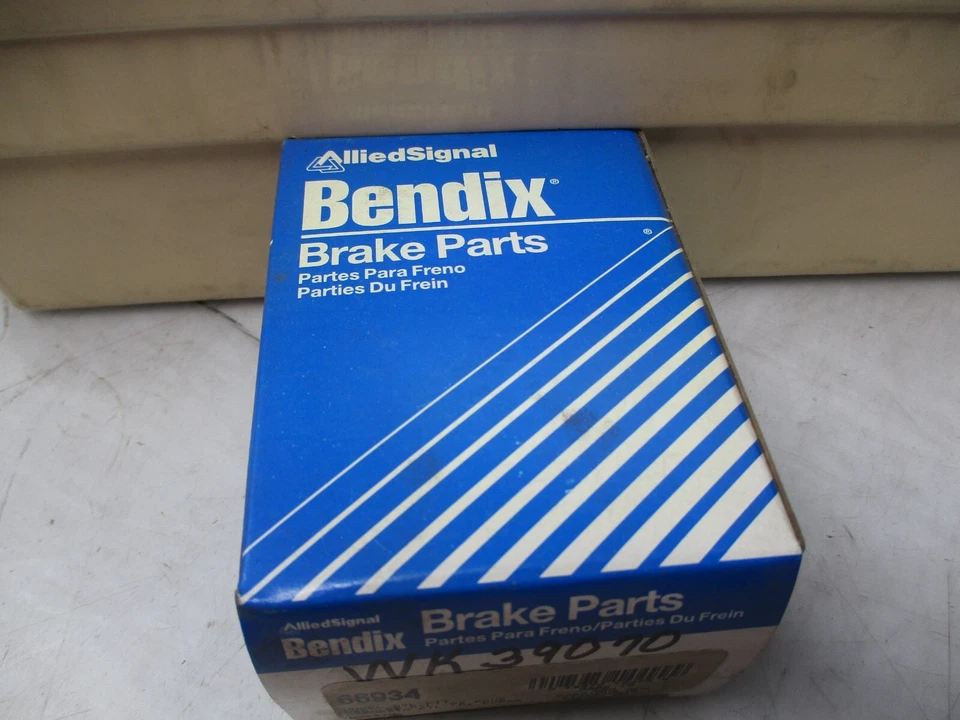 AlliedSignal
Bendix®
Brake Parts
®
Partes Para Freno
Parties Du Frein
AlliedSignal
Bendix
Brake Parts
Partes Para Freno/Parties Du Frein
WK 39070
66934